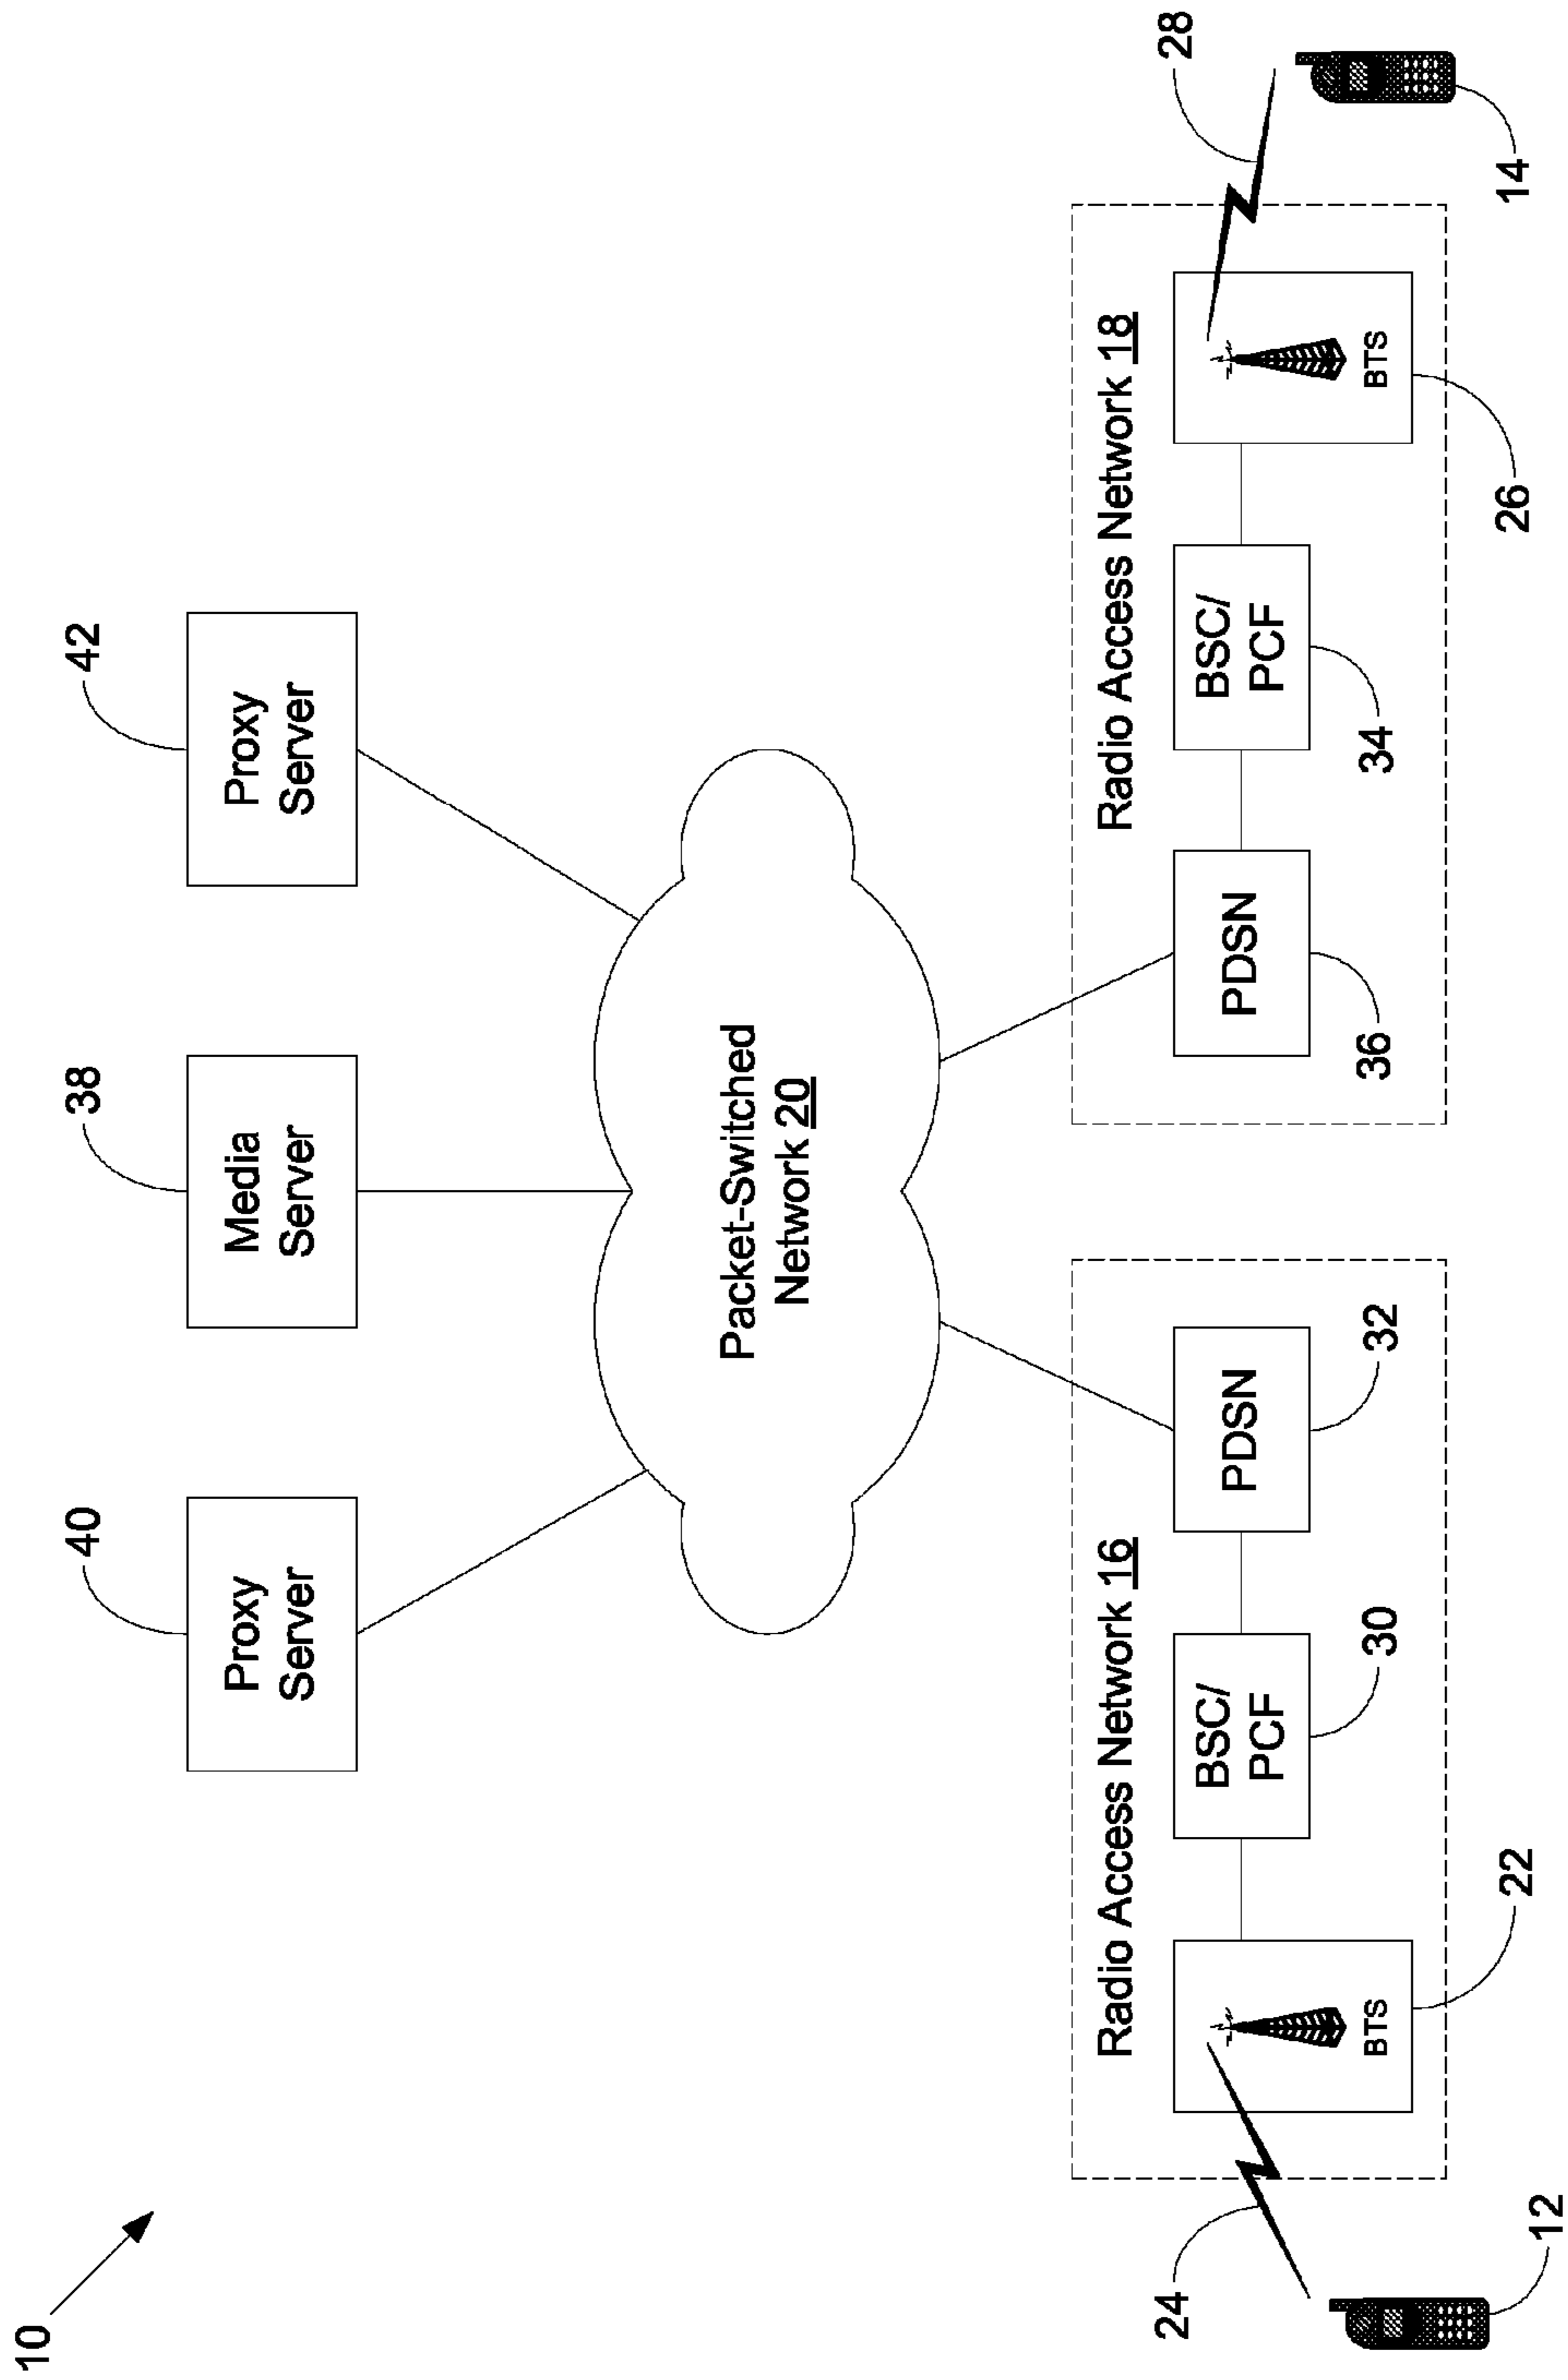 10
40
38
42
Proxy
Server
Media
Server
Proxy
Server
Packet-Switched
Network 20
Radio Access Network 16
Radio Access Network 18
BTS
BSC/
PCF
PDSN
PDSN
BSC/
PCF
BTS
24
28
12
22
30
32
36
34
26
14